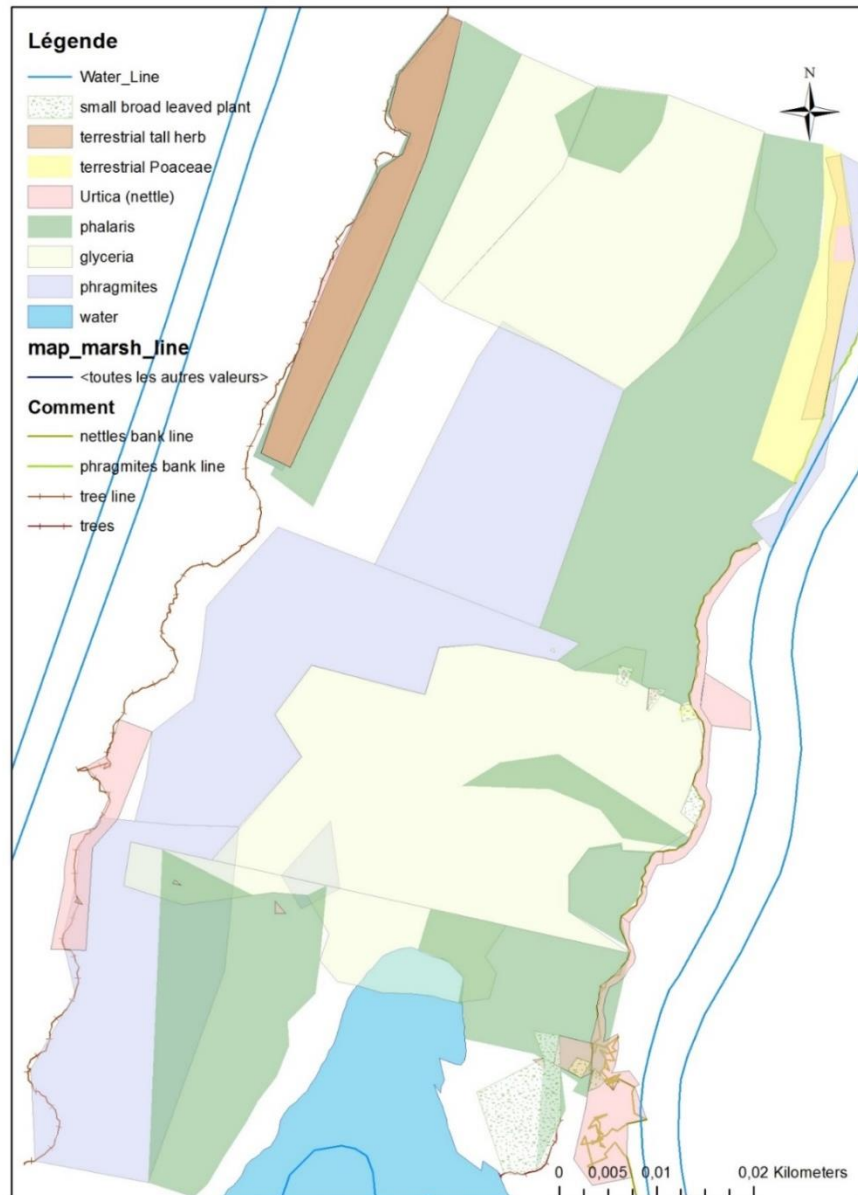 Légende
Water_Line
small broad leaved plant
terrestrial tall herb
terrestrial Poaceae
Urtica (nettle)
phalaris
glyceria
phragmites
water
map_marsh_line
<toutes les autres valeurs>
Comment
nettles bank line
phragmites bank line
tree line
trees
N
0 0,005 0,01 0,02 Kilometers